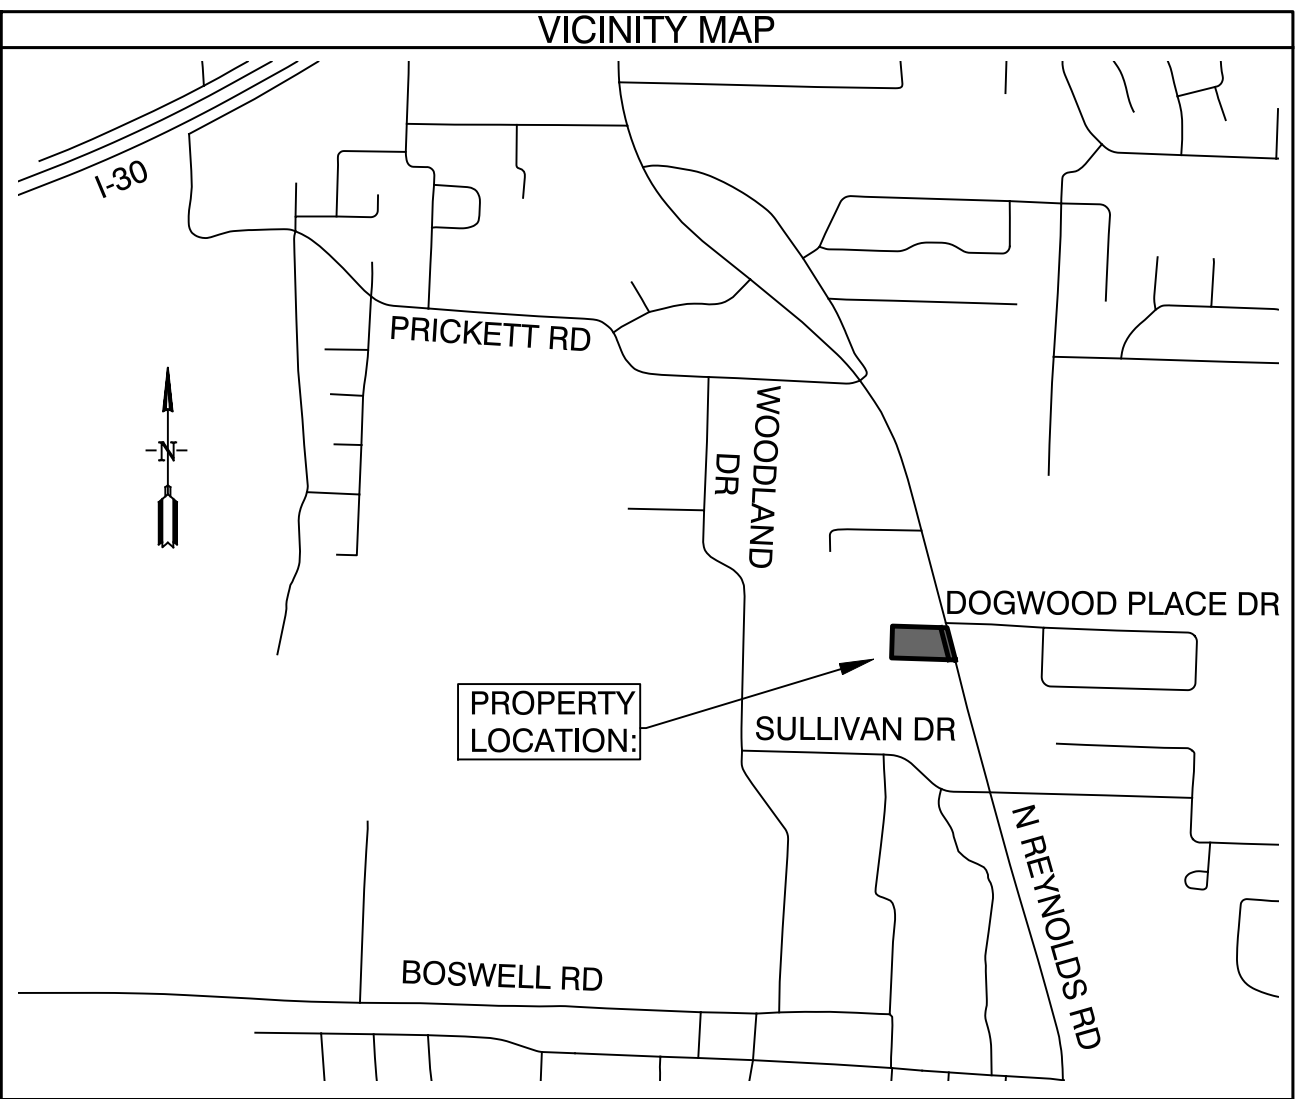 VICINITY MAP
I-30
PRICKETT RD
WOODLAND
DR
-N-
DOGWOOD PLACE DR
PROPERTY
LOCATION:
SULLIVAN DR
N REYNOLDS RD
BOSWELL RD